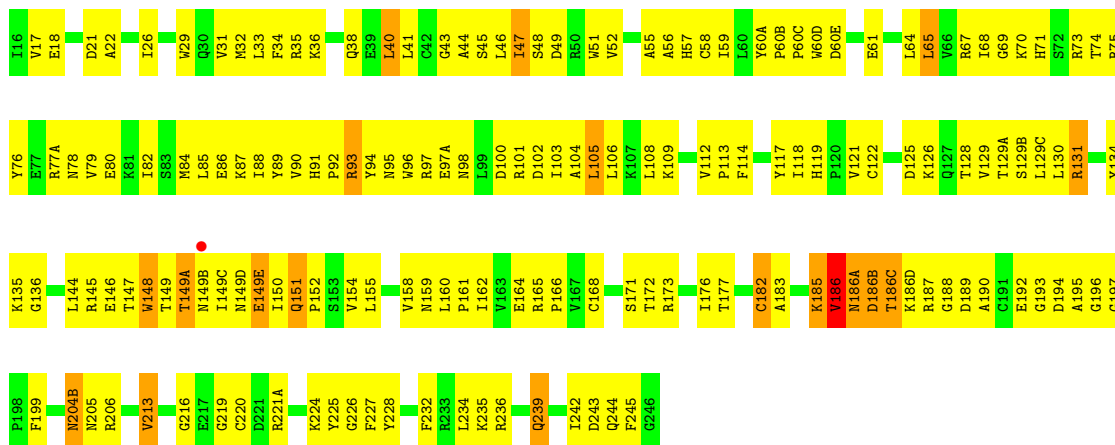 I16 V17 E18 D21 A22 I26 W29 Q30 V31 M32 L33 F34 R35 K36 Q38 E39 L40 L41 C42 G43 A44 S45 L46 I47 S48 D49 R50 W51 V52 A55 A56 H57 C58 I59 L60 Y60A P60B P60C W60D D60E E61 L64 L65 V66 R67 I68 G69 K70 H71 S72 R73 T74
Y76 E77 R77A N78 V79 E80 K81 I82 S83 M84 L85 E86 K87 I88 Y89 V90 H91 P92 R93 Y94 N95 W96 R97 E97A N98 L99 D100 R101 D102 I103 A104 L105 L106 K107 L108 K109 V112 P113 F114 Y117 I118 H119 P120 V121 C122 D125 K126 Q127 T128 V129 T129A S129B L129C L130 R131
K135 G136 L144 R145 E146 T147 W148 T149 T149A N149B I149C N149D E149E I150 Q151 P152 S153 V154 L155 V158 N159 L160 P161 I162 V163 E164 R165 P166 V167 C168 S171 T172 R173 I176 T177 C182 A183 K185 V186 N186A D186B T186C K186D R187 G188 D189 A190 C191 E192 G193 D194 A195 G196
P198 F199 N204B N205 R206 V213 G216 E217 G219 C220 D221 R221A K224 Y225 G226 F227 Y228 F232 R233 L234 K235 R236 Q239 I242 D243 Q244 F245 G246